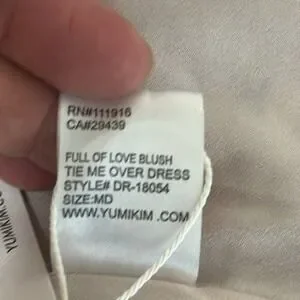 RN#111916
CA#29439
FULL OF LOVE BLUSH
TIE ME OVER DRESS
STYLE# DR-18054
SIZE:MD
WWW.YUMIKIM .COM